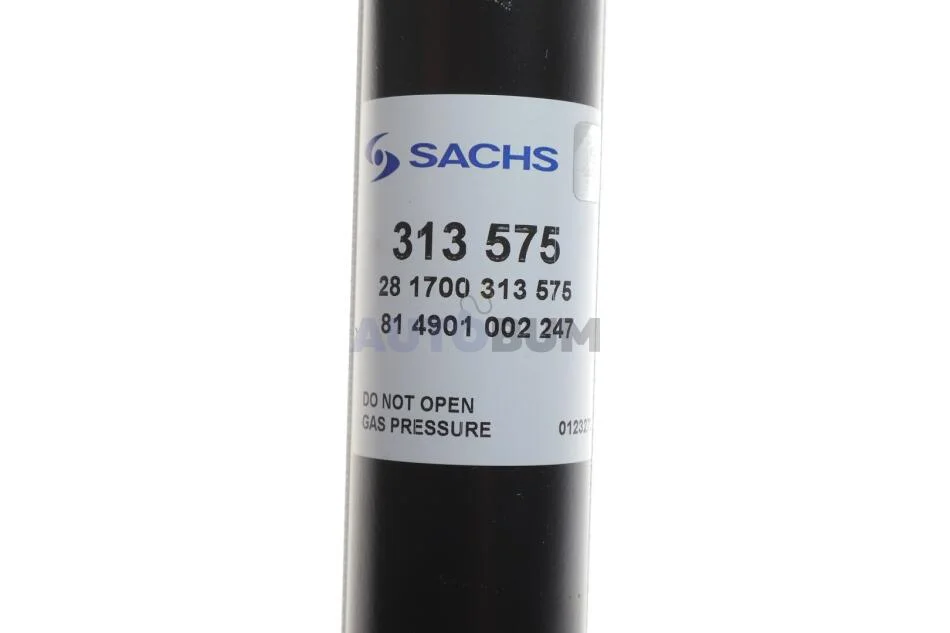 SACHS
313 575
28 1700 313 575
81 4901 002 247
AUTOBUM
DO NOT OPEN
GAS PRESSURE